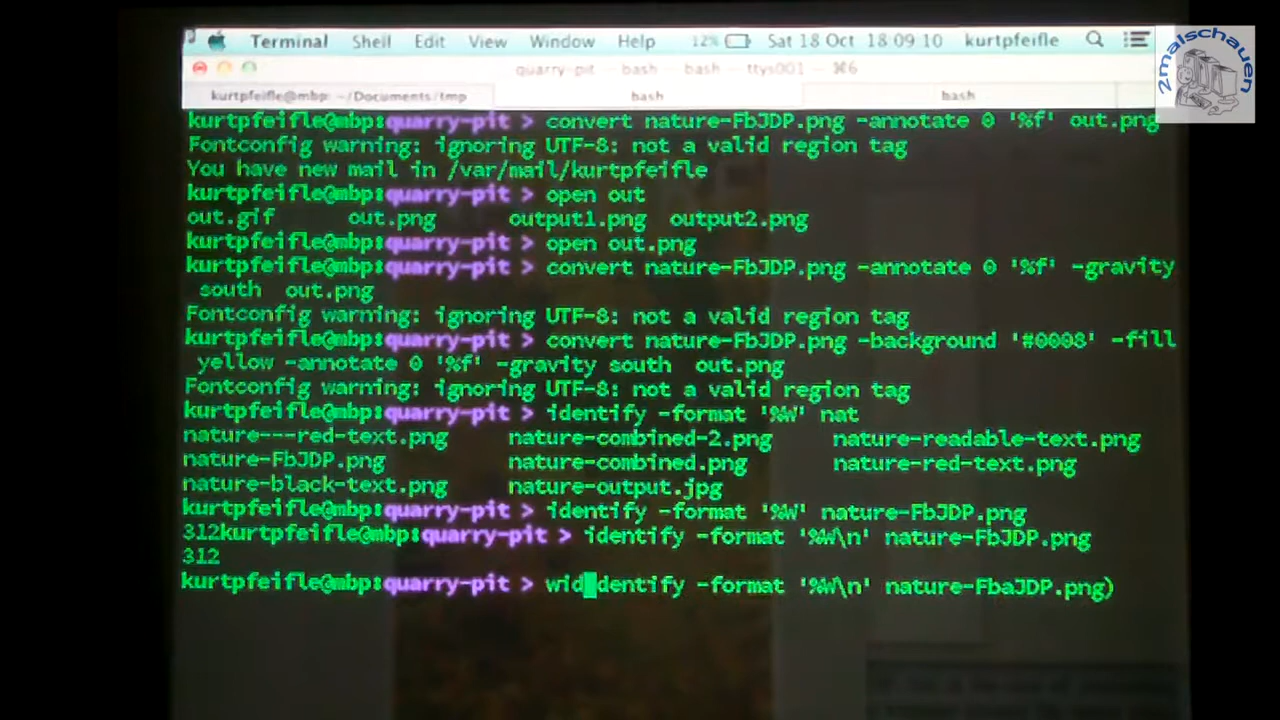 Terminal Shell Edit View Window Help 12% Sat 18 Oct 18:09:10 kurtpfeifle
quarry-pit — bash — bash — ttys001 — ⌘6
kurtpfeifle@mbp: ~/Documents/tmp bash bash
kurtpfeifle@mbp:quarry-pit > convert nature-FbJDP.png -annotate 0 '%f' out.png
Fontconfig warning: ignoring UTF-8: not a valid region tag
You have new mail in /var/mail/kurtpfeifle
kurtpfeifle@mbp:quarry-pit > open out
out.gif out.png output1.png output2.png
kurtpfeifle@mbp:quarry-pit > open out.png
kurtpfeifle@mbp:quarry-pit > convert nature-FbJDP.png -annotate 0 '%f' -gravity
south out.png
Fontconfig warning: ignoring UTF-8: not a valid region tag
kurtpfeifle@mbp:quarry-pit > convert nature-FbJDP.png -background '#0008' -fill
yellow -annotate 0 '%f' -gravity south out.png
Fontconfig warning: ignoring UTF-8: not a valid region tag
kurtpfeifle@mbp:quarry-pit > identify -format '%W' nat
nature---red-text.png nature-combined-2.png nature-readable-text.png
nature-FbJDP.png nature-combined.png nature-red-text.png
nature-black-text.png nature-output.jpg
kurtpfeifle@mbp:quarry-pit > identify -format '%W' nature-FbJDP.png
312kurtpfeifle@mbp:quarry-pit > identify -format '%W\n' nature-FbJDP.png
312
kurtpfeifle@mbp:quarry-pit > wid dentify -format '%W\n' nature-FbaJDP.png)
2malschauen